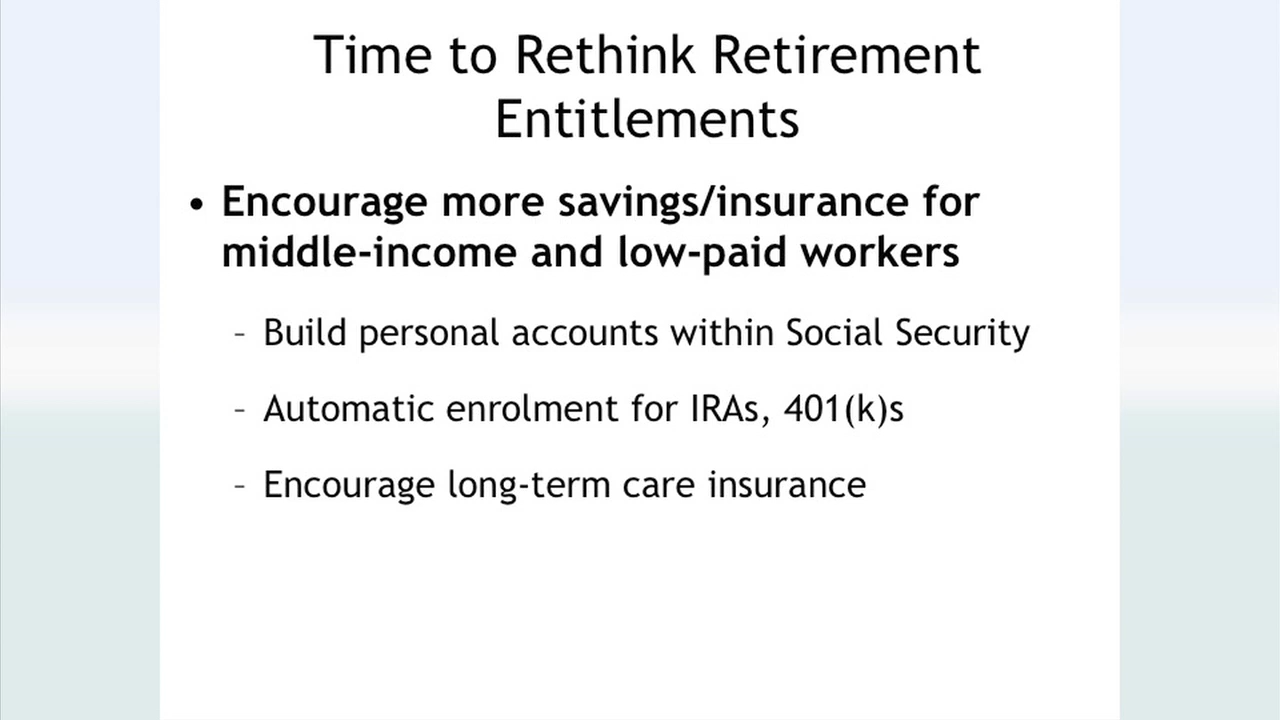 Time to Rethink Retirement
Entitlements
• Encourage more savings/insurance for
middle-income and low-paid workers
– Build personal accounts within Social Security
– Automatic enrolment for IRAs, 401(k)s
– Encourage long-term care insurance